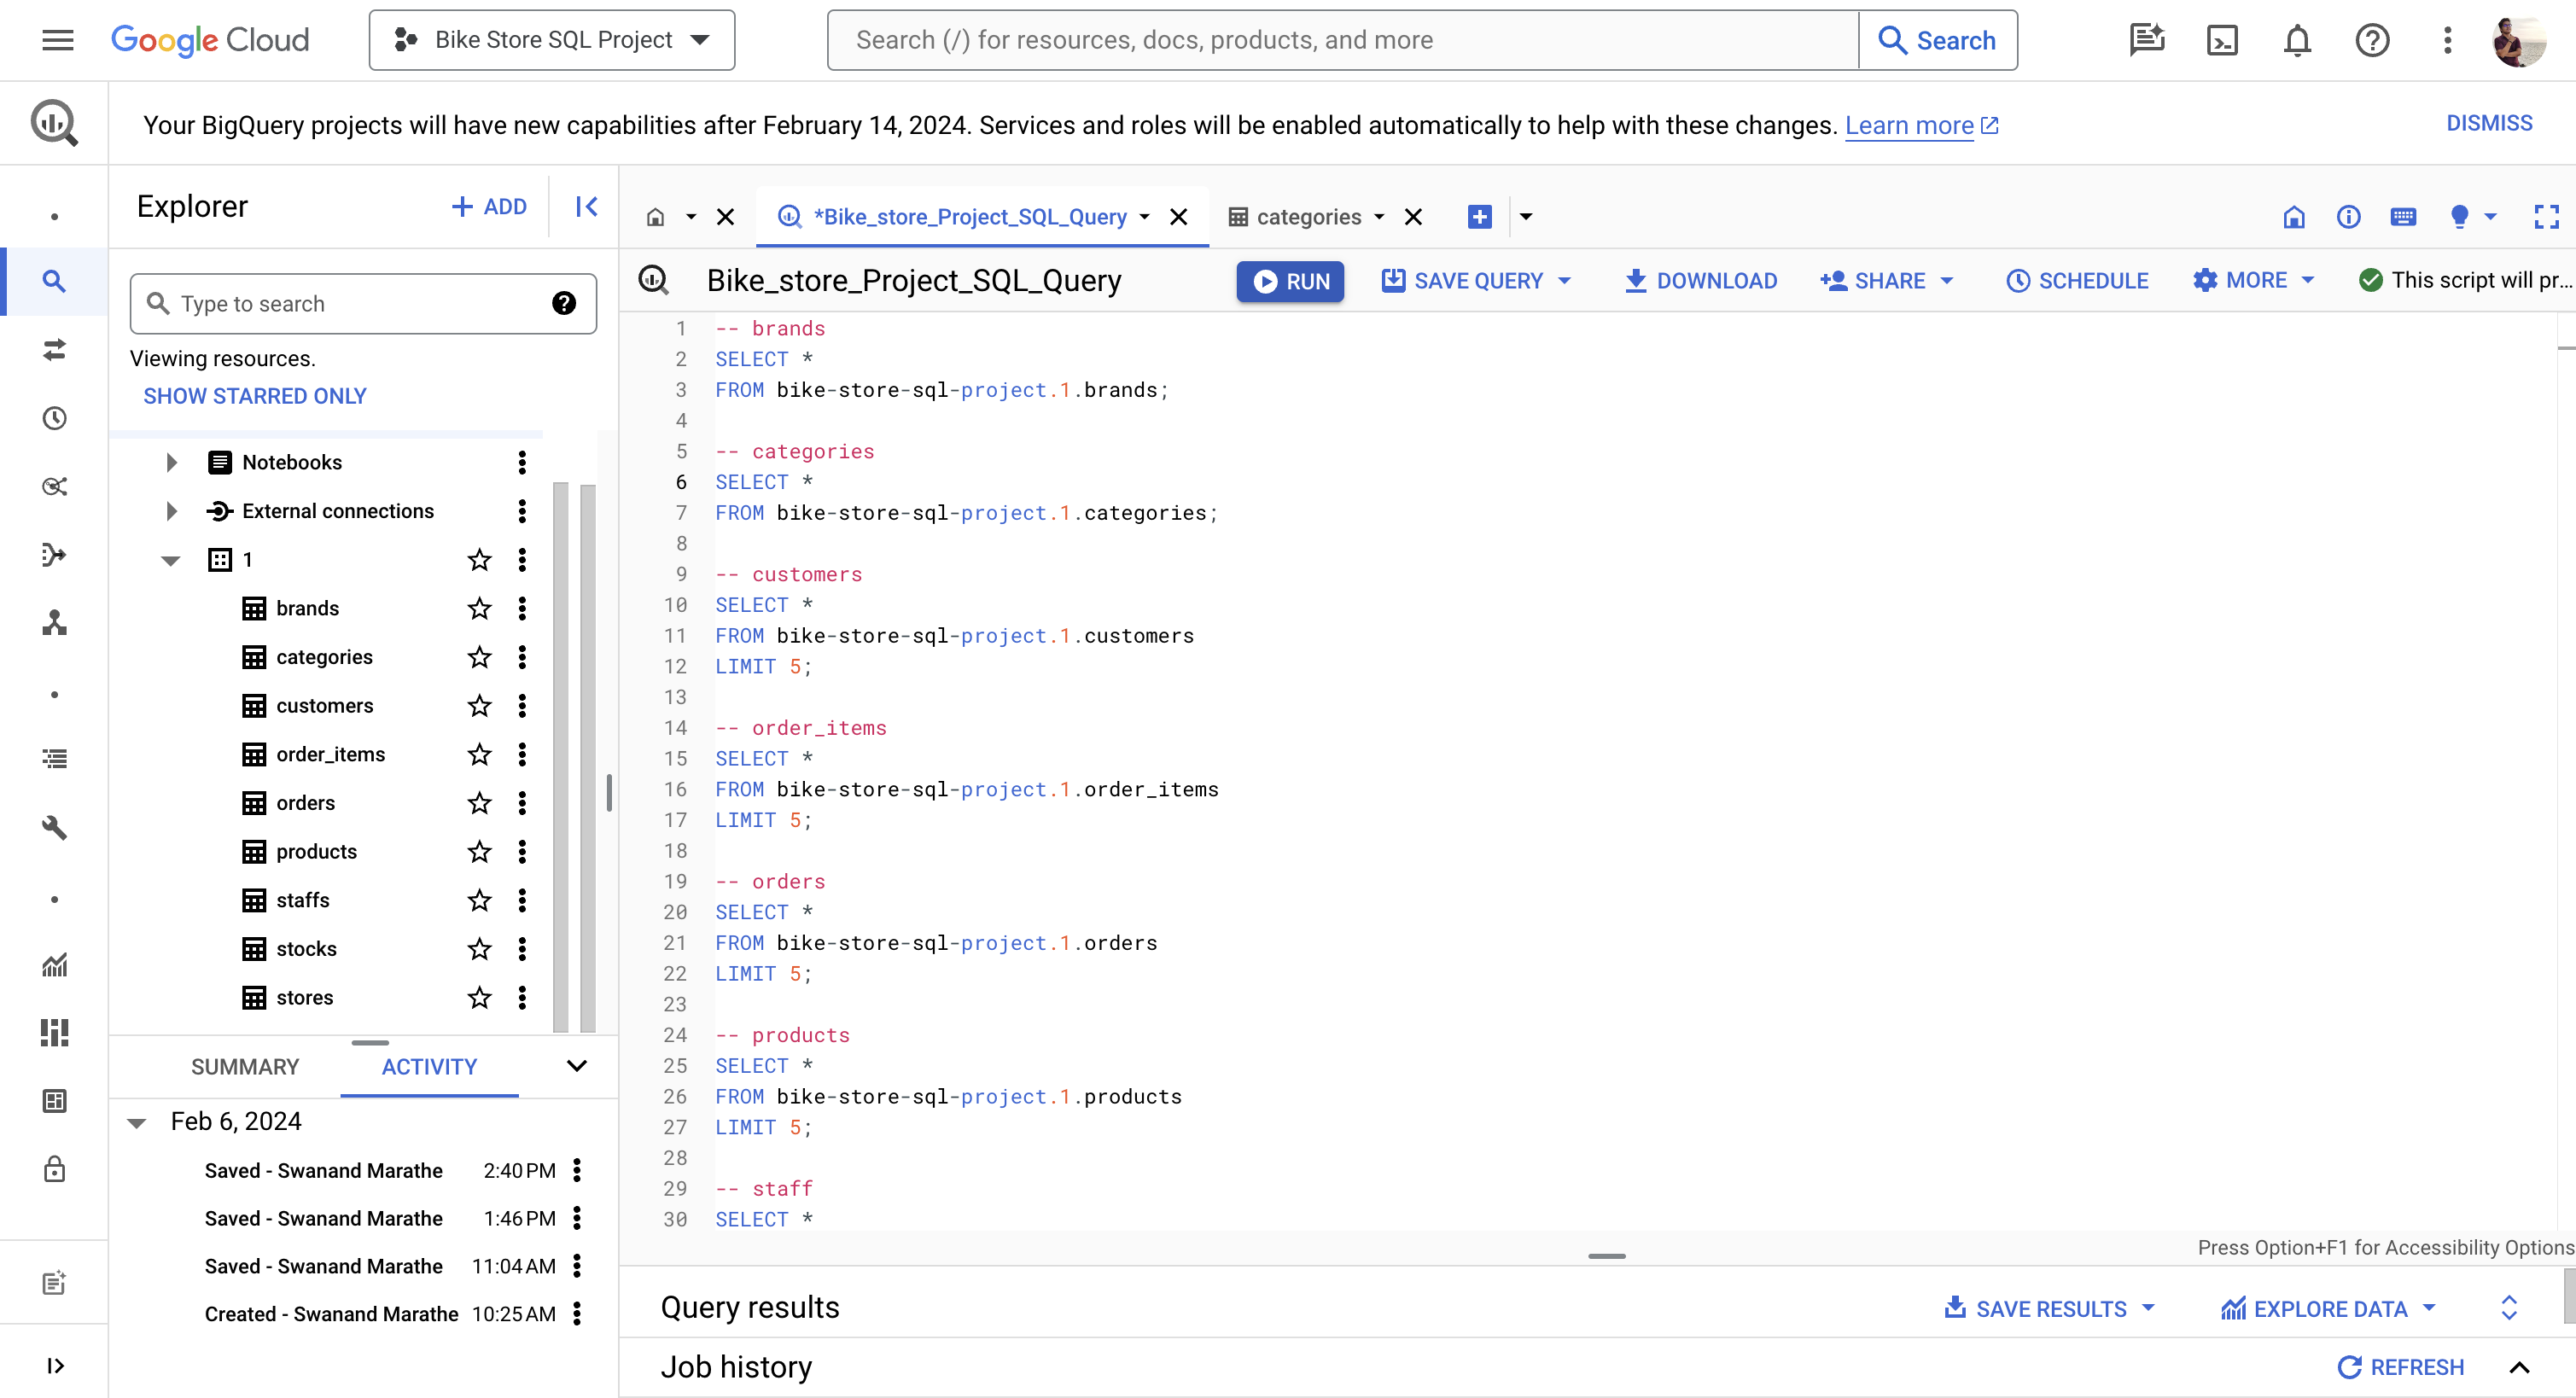 Google Cloud
Bike Store SQL Project
Search (/) for resources, docs, products, and more
Search
Your BigQuery projects will have new capabilities after February 14, 2024. Services and roles will be enabled automatically to help with these changes. Learn more
DISMISS
Explorer
+ ADD
*Bike_store_Project_SQL_Query
categories
Type to search
Viewing resources.
SHOW STARRED ONLY
Notebooks
External connections
1
brands
categories
customers
order_items
orders
products
staffs
stocks
stores
SUMMARY
ACTIVITY
Feb 6, 2024
Saved - Swanand Marathe 2:40 PM
Saved - Swanand Marathe 1:46 PM
Saved - Swanand Marathe 11:04 AM
Created - Swanand Marathe 10:25 AM
Bike_store_Project_SQL_Query
RUN
SAVE QUERY
DOWNLOAD
SHARE
SCHEDULE
MORE
This script will pr...
1 -- brands
2 SELECT *
3 FROM bike-store-sql-project.1.brands;
4
5 -- categories
6 SELECT *
7 FROM bike-store-sql-project.1.categories;
8
9 -- customers
10 SELECT *
11 FROM bike-store-sql-project.1.customers
12 LIMIT 5;
13
14 -- order_items
15 SELECT *
16 FROM bike-store-sql-project.1.order_items
17 LIMIT 5;
18
19 -- orders
20 SELECT *
21 FROM bike-store-sql-project.1.orders
22 LIMIT 5;
23
24 -- products
25 SELECT *
26 FROM bike-store-sql-project.1.products
27 LIMIT 5;
28
29 -- staff
30 SELECT *
Press Option+F1 for Accessibility Options
Query results
SAVE RESULTS
EXPLORE DATA
Job history
REFRESH